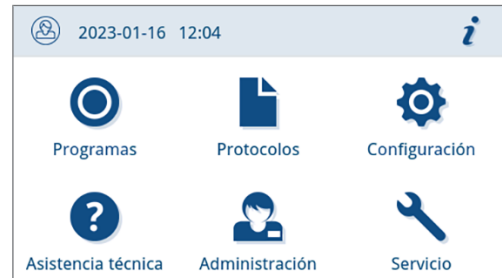 2023-01-16 12:04 i
Programas Protocolos Configuración
?
Asistencia técnica Administración Servicio